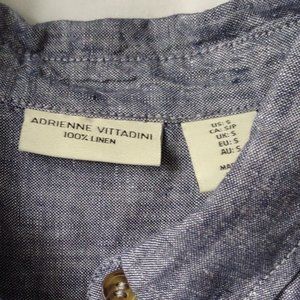 ADRIENNE VITTADINI
100% LINEN
US: S
CA: S/P
UK: S
EU: S
AU: S